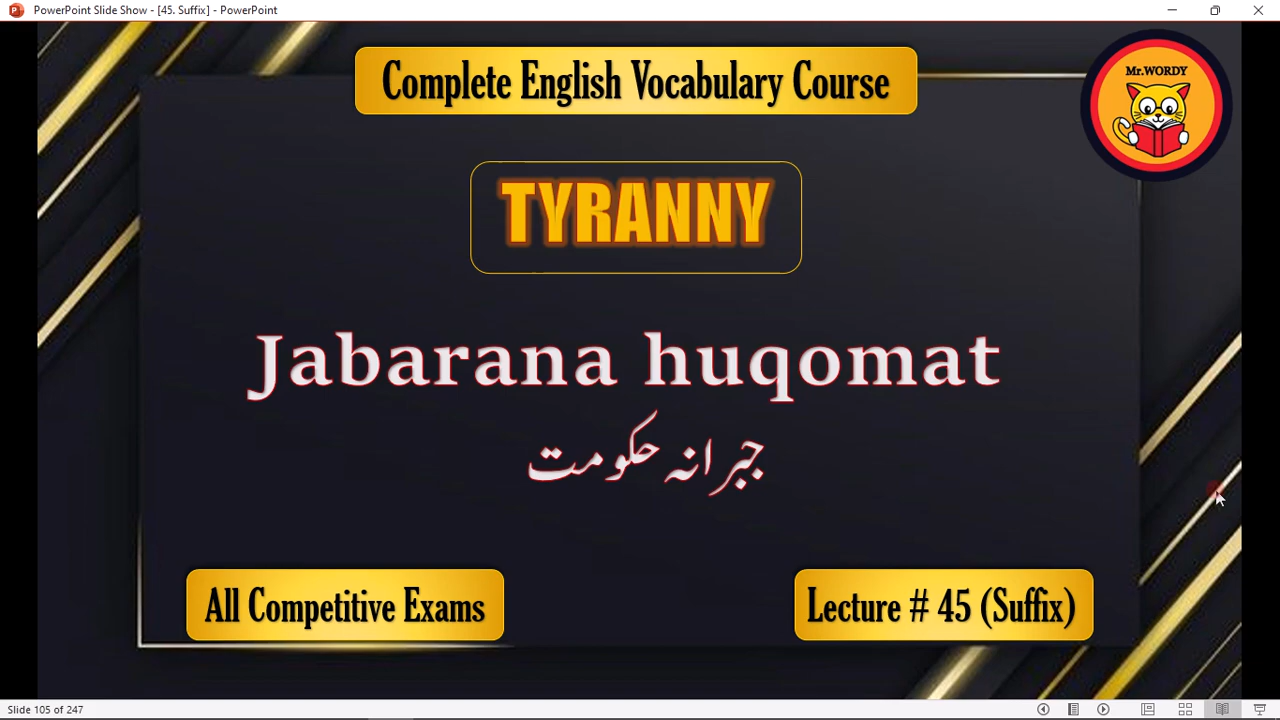 PowerPoint Slide Show - [45. Suffix] - PowerPoint
Complete English Vocabulary Course
Mr.WORDY
TYRANNY
Jabarana huqomat
جبرانہ حکومت
All Competitive Exams
Lecture # 45 (Suffix)
Slide 105 of 247